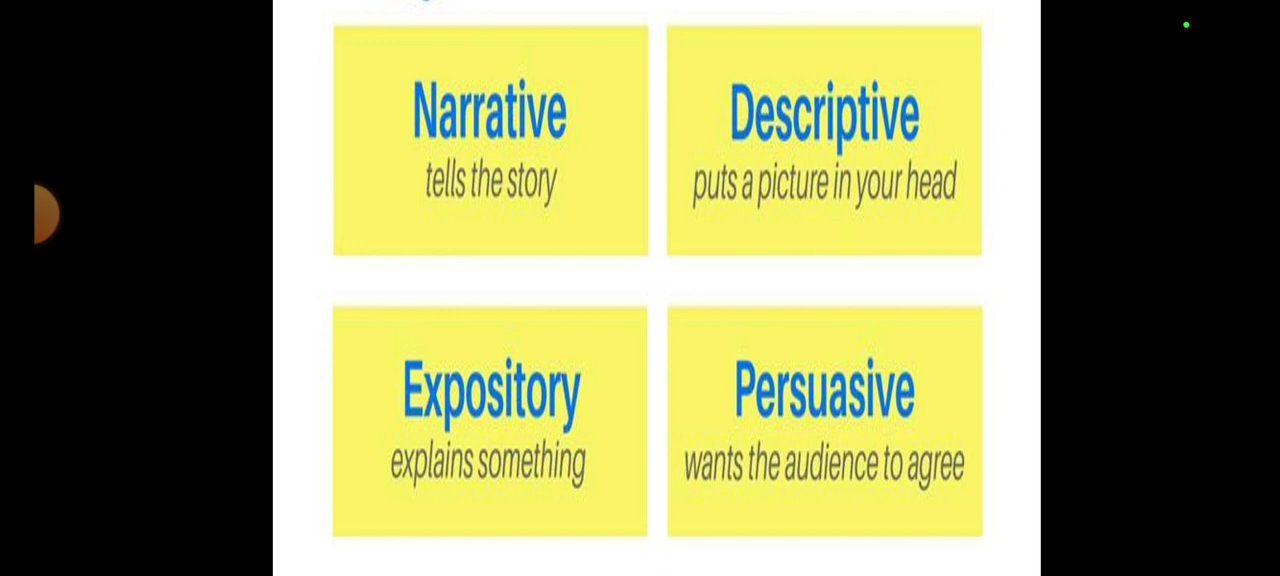 Narrative
tells the story
Descriptive
puts a picture in your head
Expository
explains something
Persuasive
wants the audience to agree